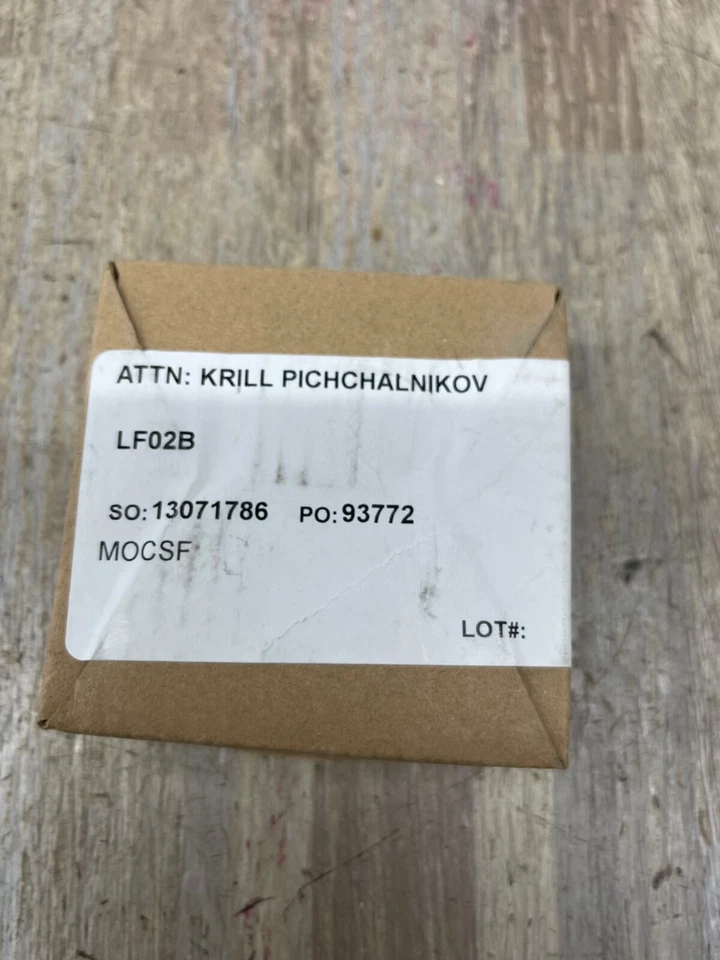 ATTN: KRILL PICHCHALNIKOV
LF02B
SO:13071786 PO:93772
MOCSF
LOT#: